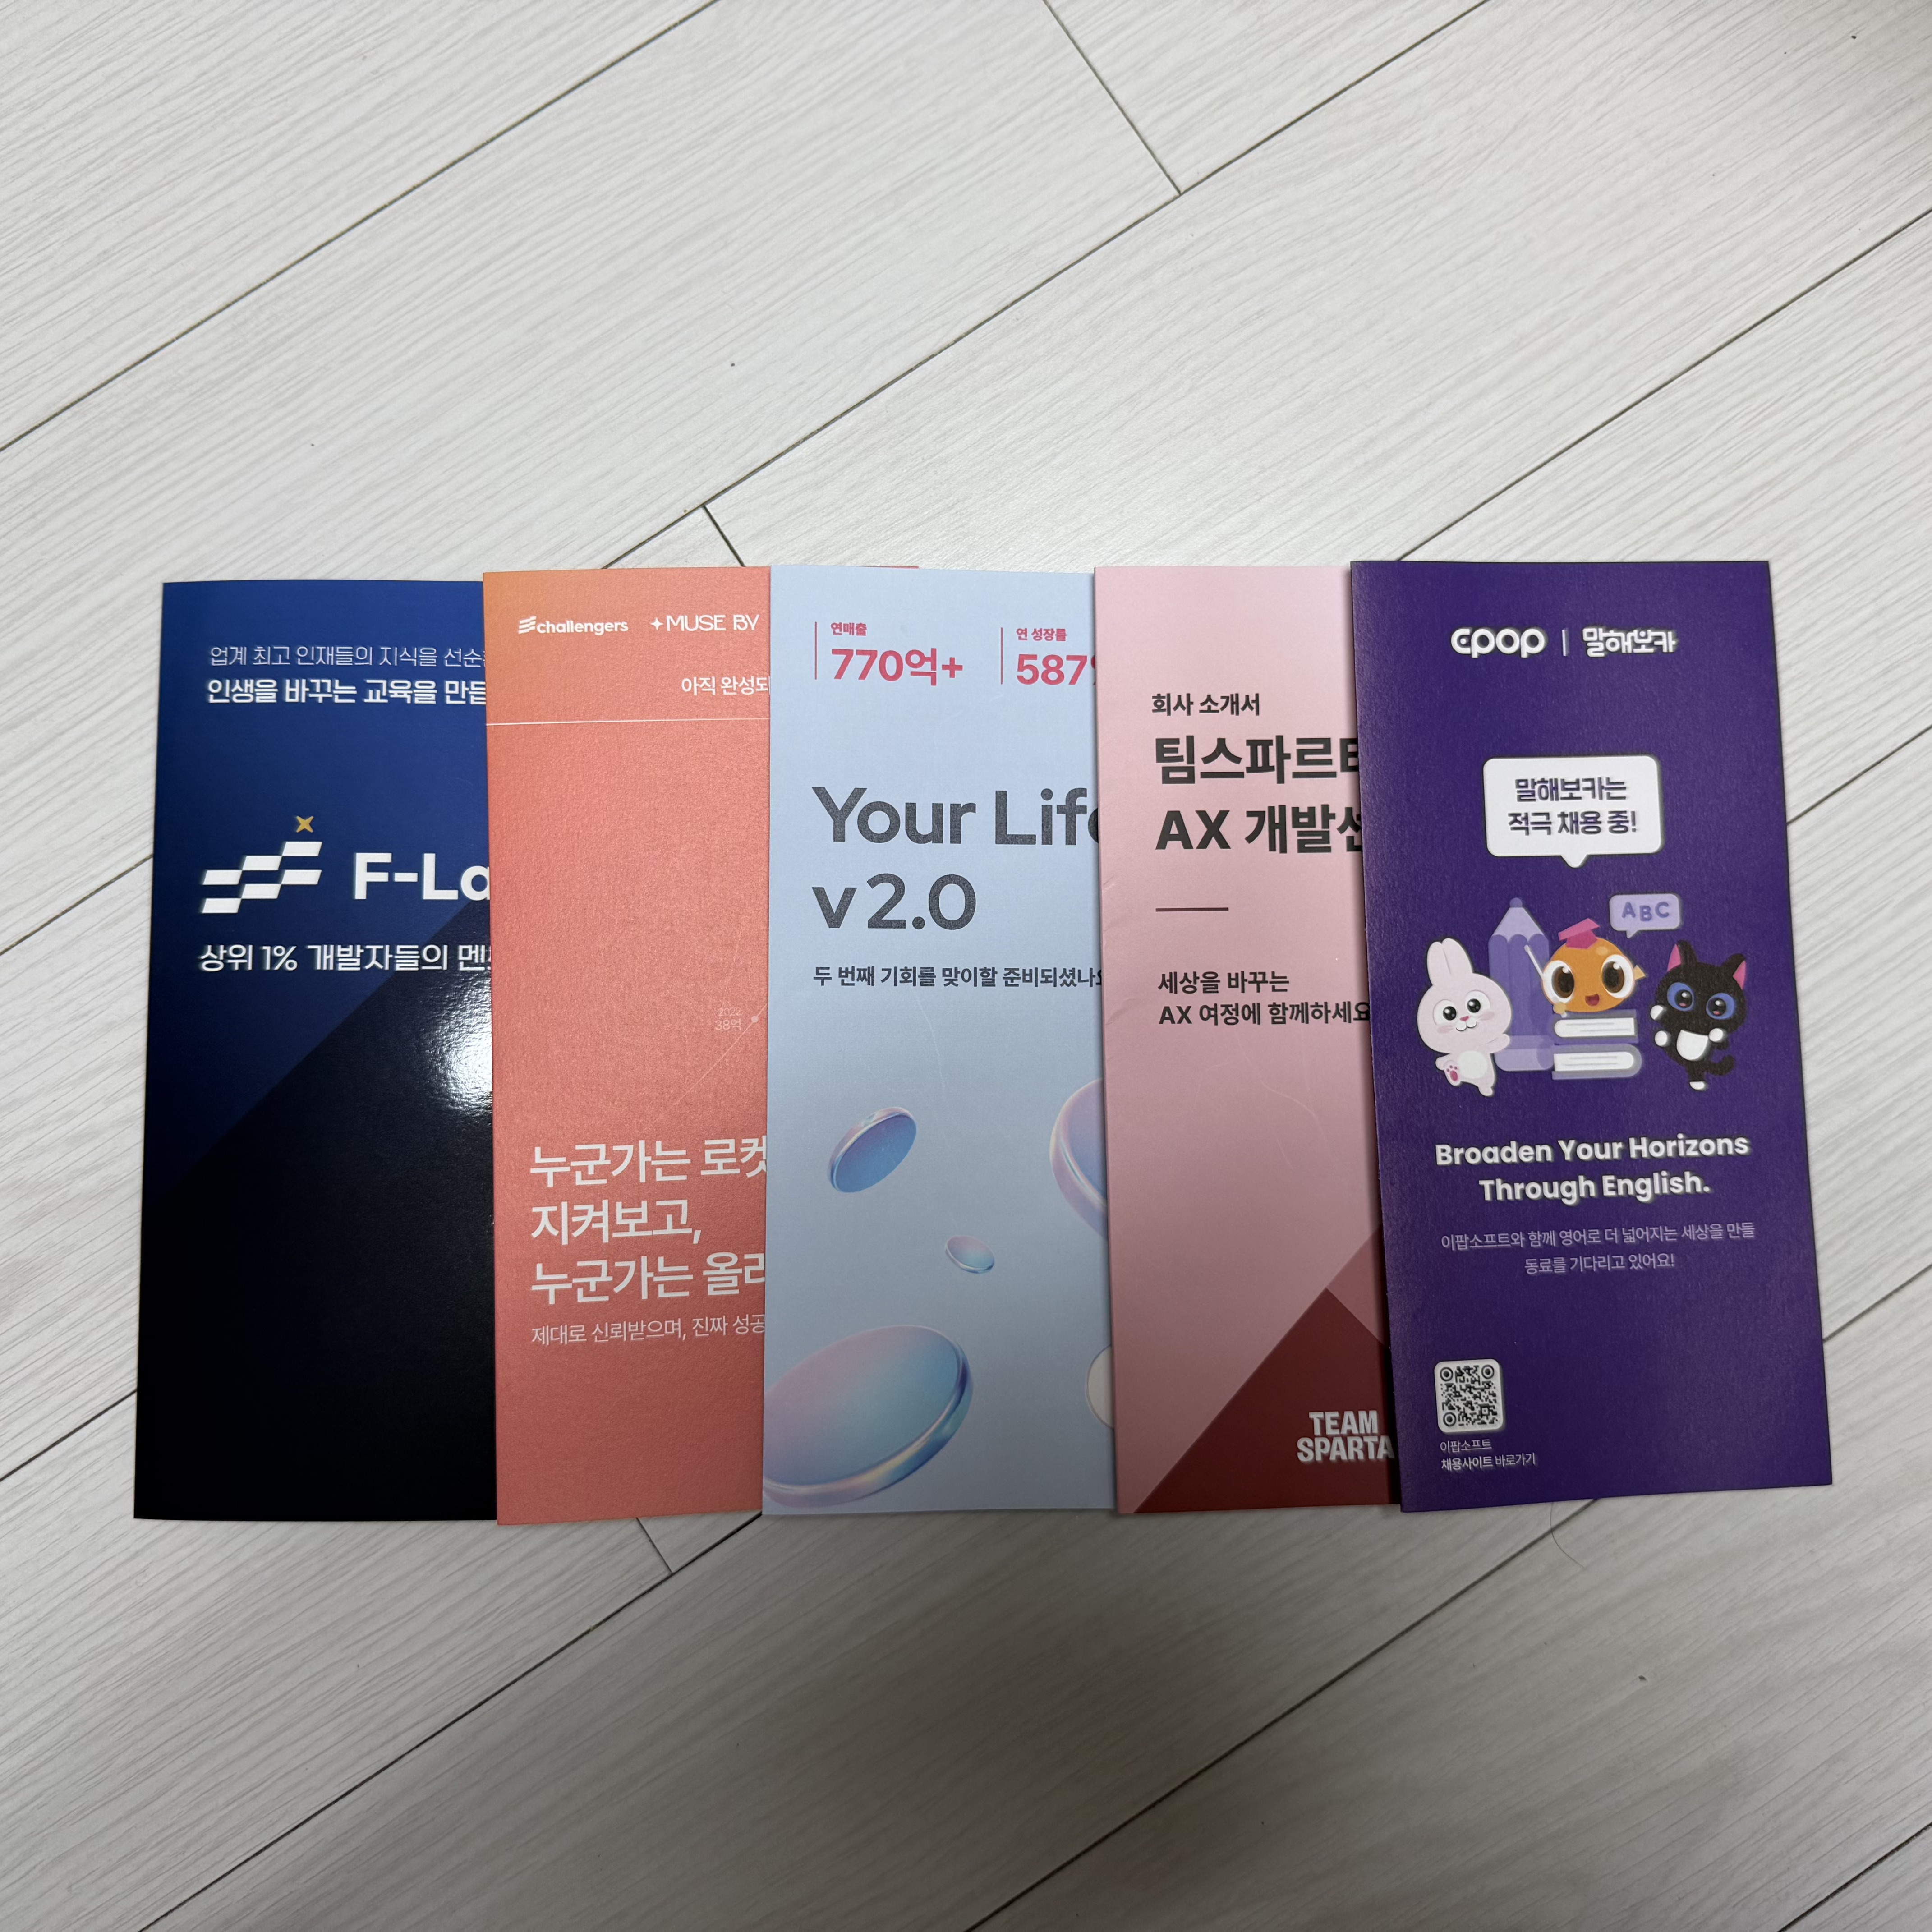 업계 최고 인재들의 지식을 선순
인생을 바꾸는 교육을 만듭
F-La
상위 1% 개발자들의 멘
challengers
MUSE BY
아직 완성되
2022
38억
누군가는 로켓
지켜보고,
누군가는 올라
제대로 신뢰받으며, 진짜 성공
연매출
770억+
연 성장률
587%
Your Life
v2.0
두 번째 기회를 맞이할 준비되셨나요
회사 소개서
팀스파르타
AX 개발센
세상을 바꾸는
AX 여정에 함께하세요
TEAM
SPARTA
epop | 말해보카
말해보카는
적극 채용 중!
ABC
Broaden Your Horizons
Through English.
이팝소프트와 함께 영어로 더 넓어지는 세상을 만들
동료를 기다리고 있어요!
이팝소프트
채용사이트 바로가기